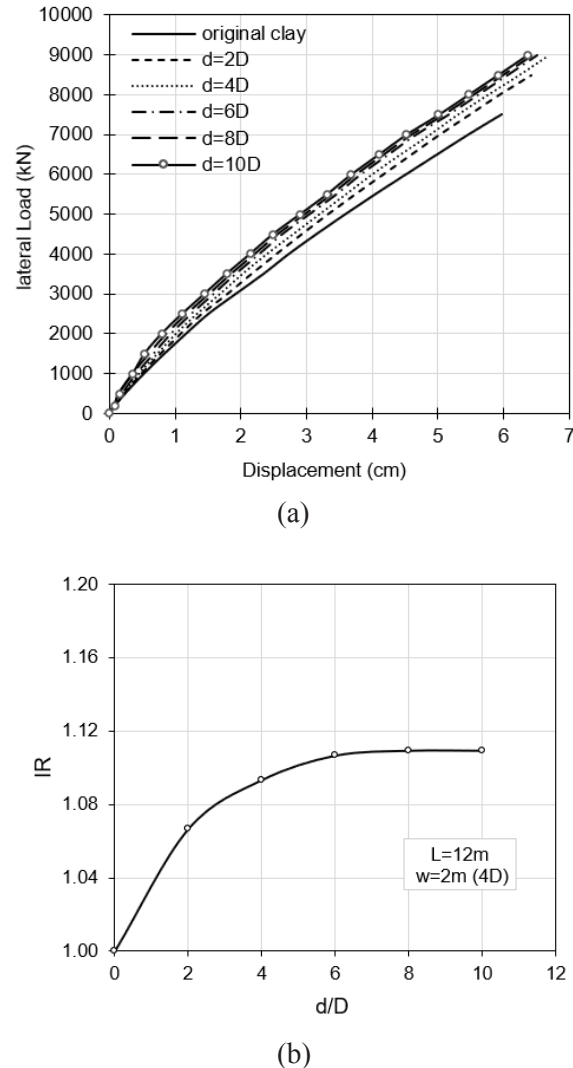 10000
9000
8000
7000
6000
5000
4000
3000
2000
1000
0
lateral Load (kN)
original clay
d=2D
d=4D
d=6D
d=8D
d=10D
0 1 2 3 4 5 6 7
Displacement (cm)
(a)
1.20
1.16
1.12
1.08
1.04
1.00
IR
L=12m
w=2m (4D)
0 2 4 6 8 10 12
d/D
(b)